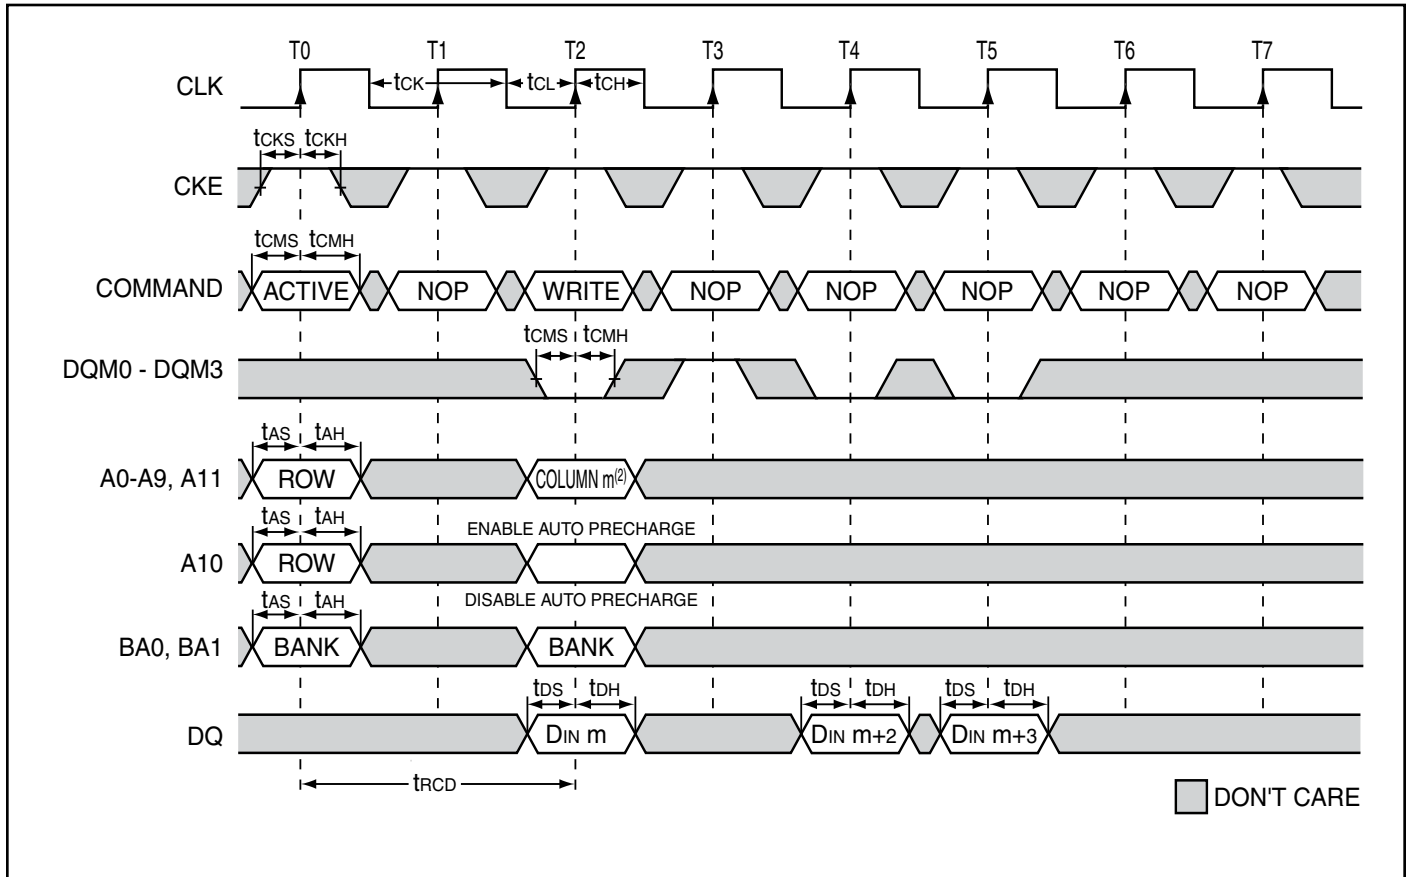 T0 T1 T2 T3 T4 T5 T6 T7
CLK tCK tCL tCH
tCKS tCKH
CKE
tCMS tCMH
COMMAND ACTIVE NOP WRITE NOP NOP NOP NOP NOP
tCMS tCMH
DQM0 - DQM3
tAS tAH
A0-A9, A11 ROW COLUMN m(2)
tAS tAH ENABLE AUTO PRECHARGE
A10 ROW
tAS tAH DISABLE AUTO PRECHARGE
BA0, BA1 BANK BANK
tDS tDH tDS tDH tDS tDH
DQ DIN m DIN m+2 DIN m+3
tRCD
DON'T CARE